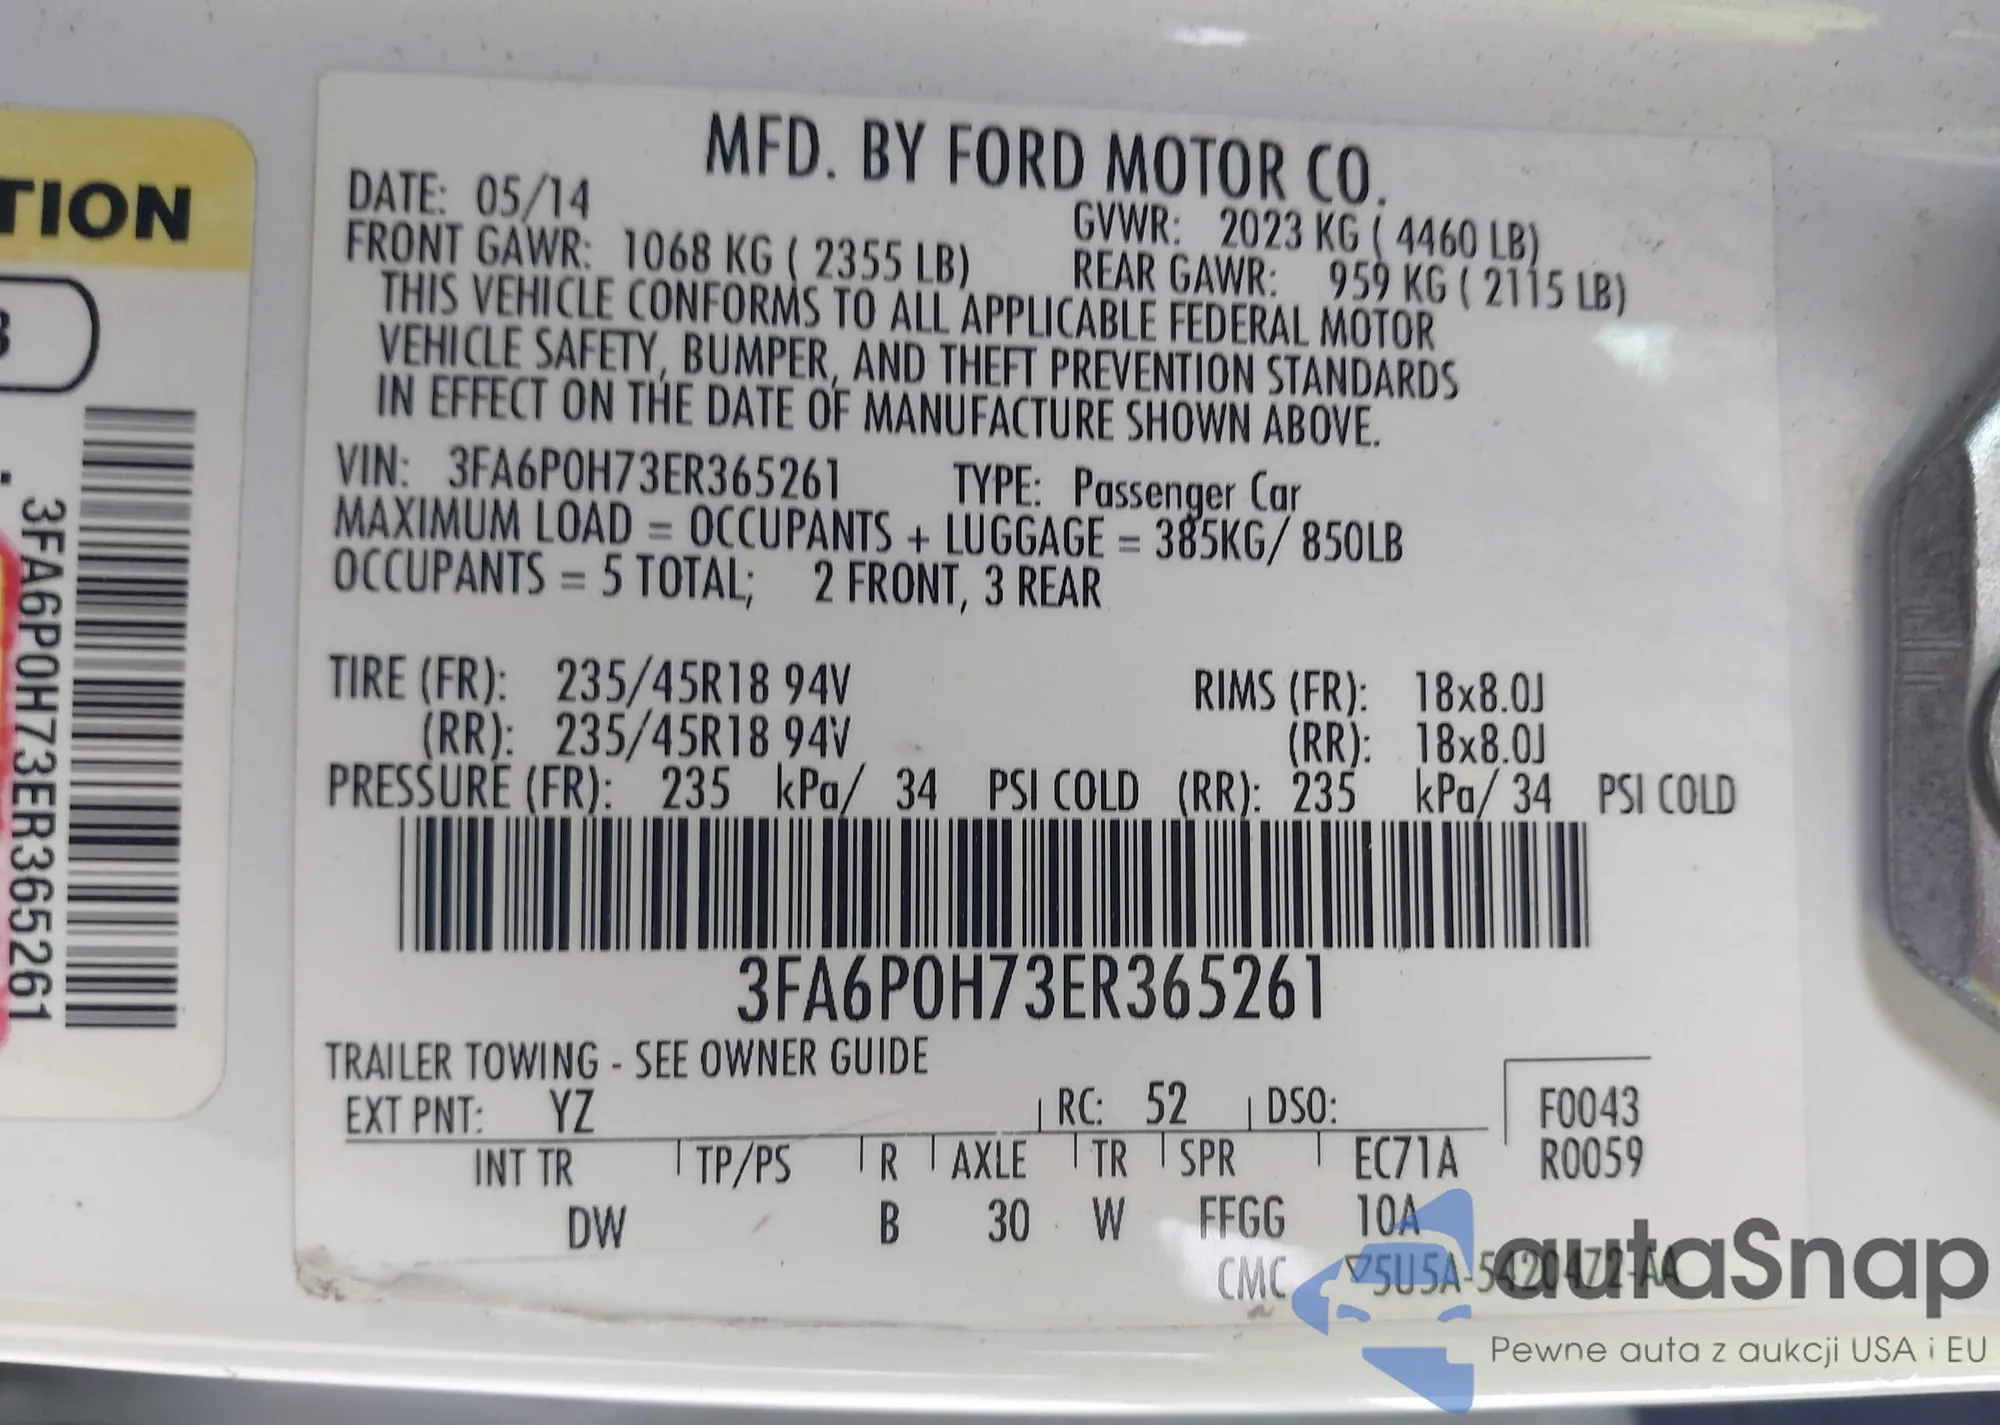 TION
3FA6P0H73ER365261
MFD. BY FORD MOTOR CO.
DATE: 05/14
GVWR: 2023 KG ( 4460 LB)
FRONT GAWR: 1068 KG ( 2355 LB)
REAR GAWR: 959 KG ( 2115 LB)
THIS VEHICLE CONFORMS TO ALL APPLICABLE FEDERAL MOTOR
VEHICLE SAFETY, BUMPER, AND THEFT PREVENTION STANDARDS
IN EFFECT ON THE DATE OF MANUFACTURE SHOWN ABOVE.
VIN: 3FA6P0H73ER365261 TYPE: Passenger Car
MAXIMUM LOAD = OCCUPANTS + LUGGAGE = 385KG/ 850LB
OCCUPANTS = 5 TOTAL; 2 FRONT, 3 REAR
TIRE (FR): 235/45R18 94V RIMS (FR): 18x8.0J
(RR): 235/45R18 94V (RR): 18x8.0J
PRESSURE (FR): 235 kPa/ 34 PSI COLD (RR): 235 kPa/ 34 PSI COLD
3FA6P0H73ER365261
TRAILER TOWING - SEE OWNER GUIDE
EXT PNT: YZ RC: 52 DSO: F0043
INT TR TP/PS R AXLE TR SPR EC71A R0059
DW B 30 W FFGG 10A
CMC ▽5U5A-5420472-AA
autoSnap
Pewne auta z aukcji USA i EU